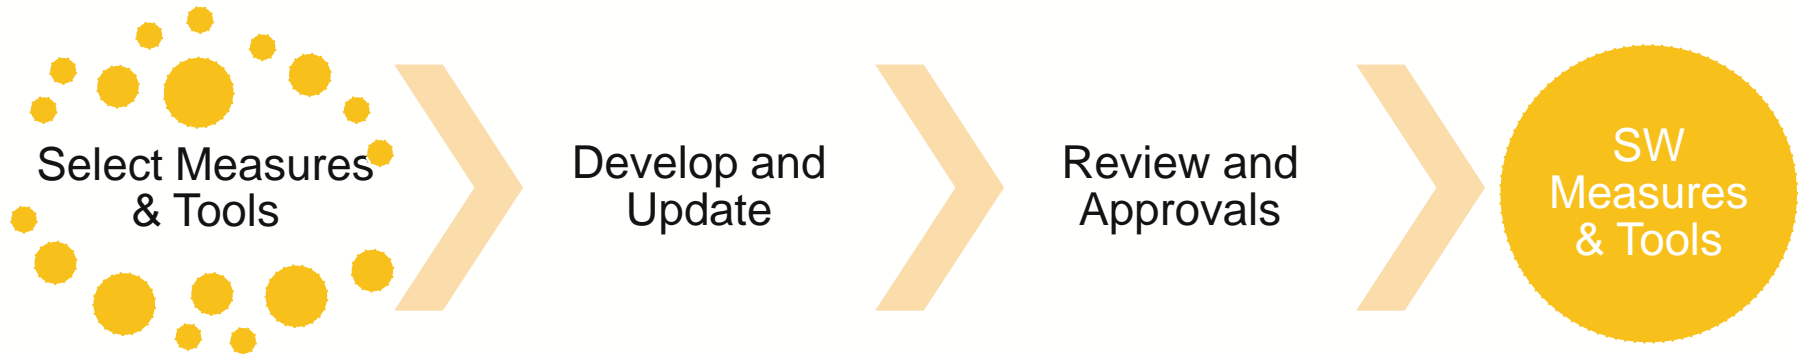 Select Measures
& Tools
Develop and
Update
Review and
Approvals
SW
Measures
& Tools